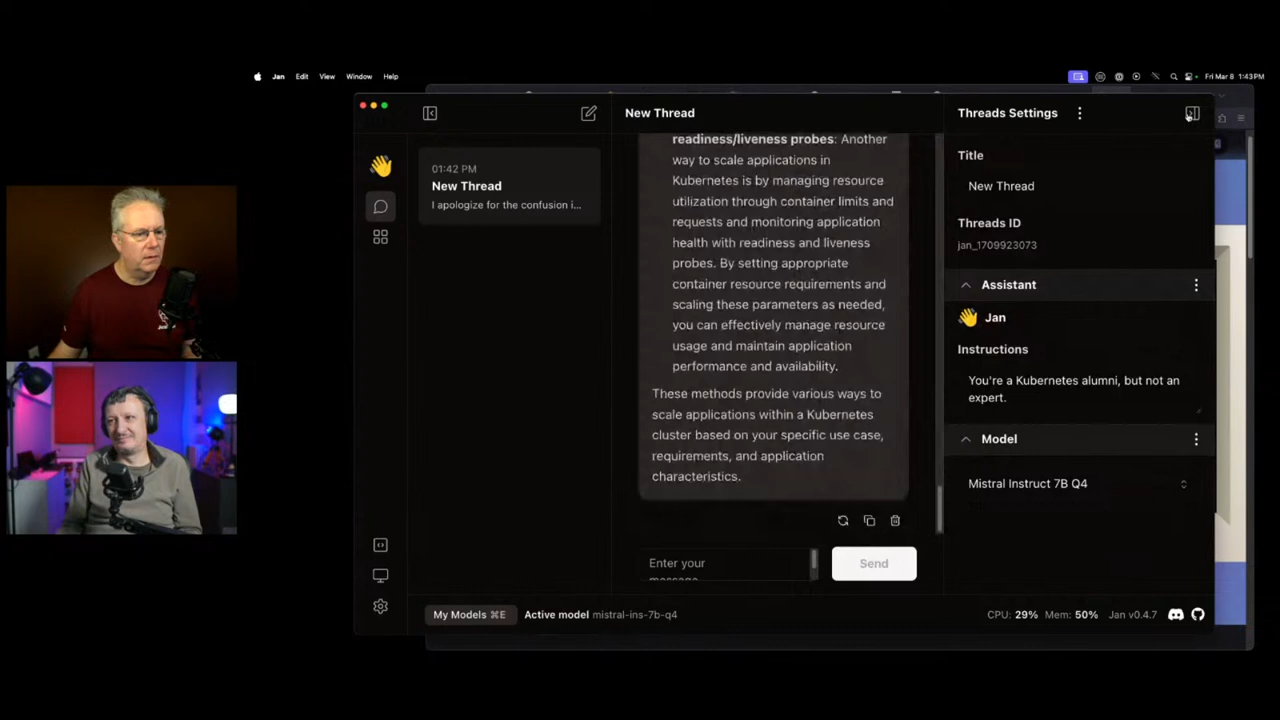 Jan Edit View Window Help
Fri Mar 8 1:43PM
New Thread
Threads Settings
01:42 PM
New Thread
I apologize for the confusion i...
readiness/liveness probes: Another
way to scale applications in
Kubernetes is by managing resource
utilization through container limits and
requests and monitoring application
health with readiness and liveness
probes. By setting appropriate
container resource requirements and
scaling these parameters as needed,
you can effectively manage resource
usage and maintain application
performance and availability.
These methods provide various ways to
scale applications within a Kubernetes
cluster based on your specific use case,
requirements, and application
characteristics.
Enter your
message...
Send
Title
New Thread
Threads ID
jan_1709923073
Assistant
Jan
Instructions
You're a Kubernetes alumni, but not an
expert.
Model
Mistral Instruct 7B Q4
My Models ⌘E
Active model mistral-ins-7b-q4
CPU: 29% Mem: 50% Jan v0.4.7